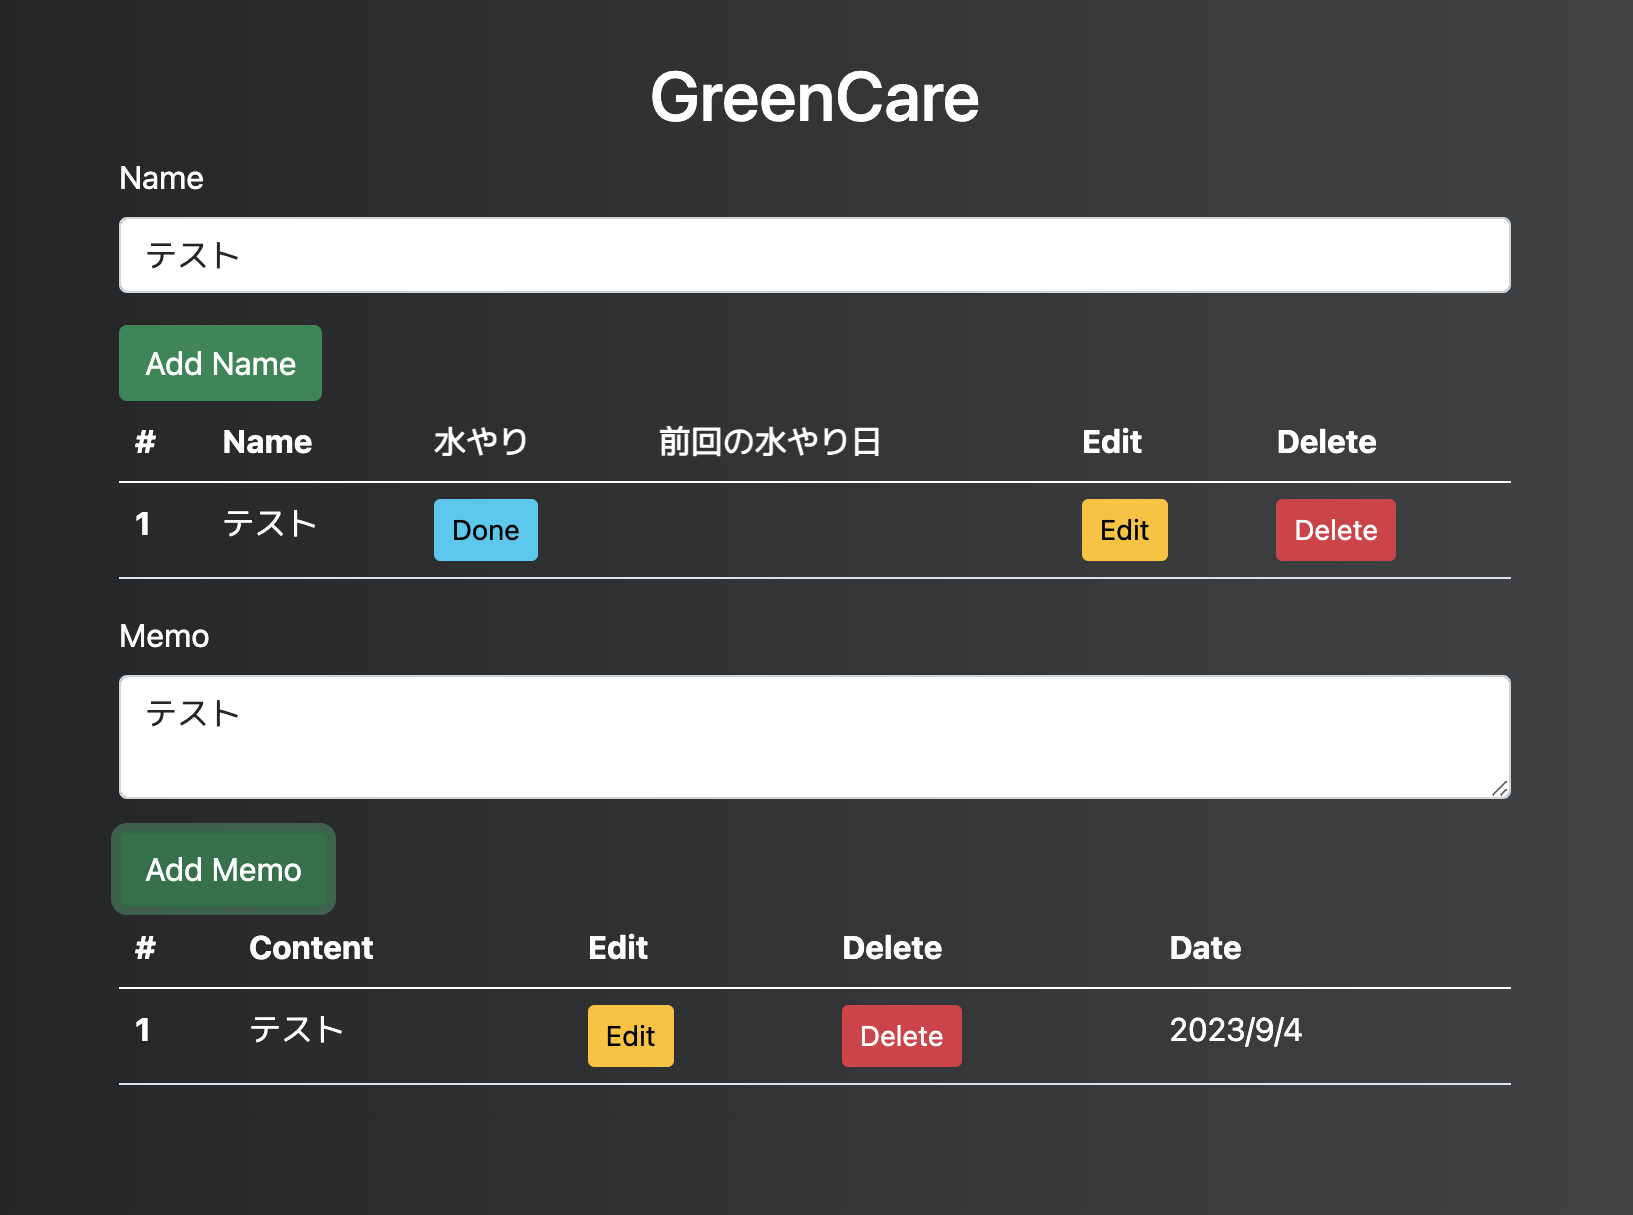 GreenCare
Name
テスト
Add Name
# Name 水やり 前回の水やり日 Edit Delete
1 テスト Done Edit Delete
Memo
テスト
Add Memo
# Content Edit Delete Date
1 テスト Edit Delete 2023/9/4